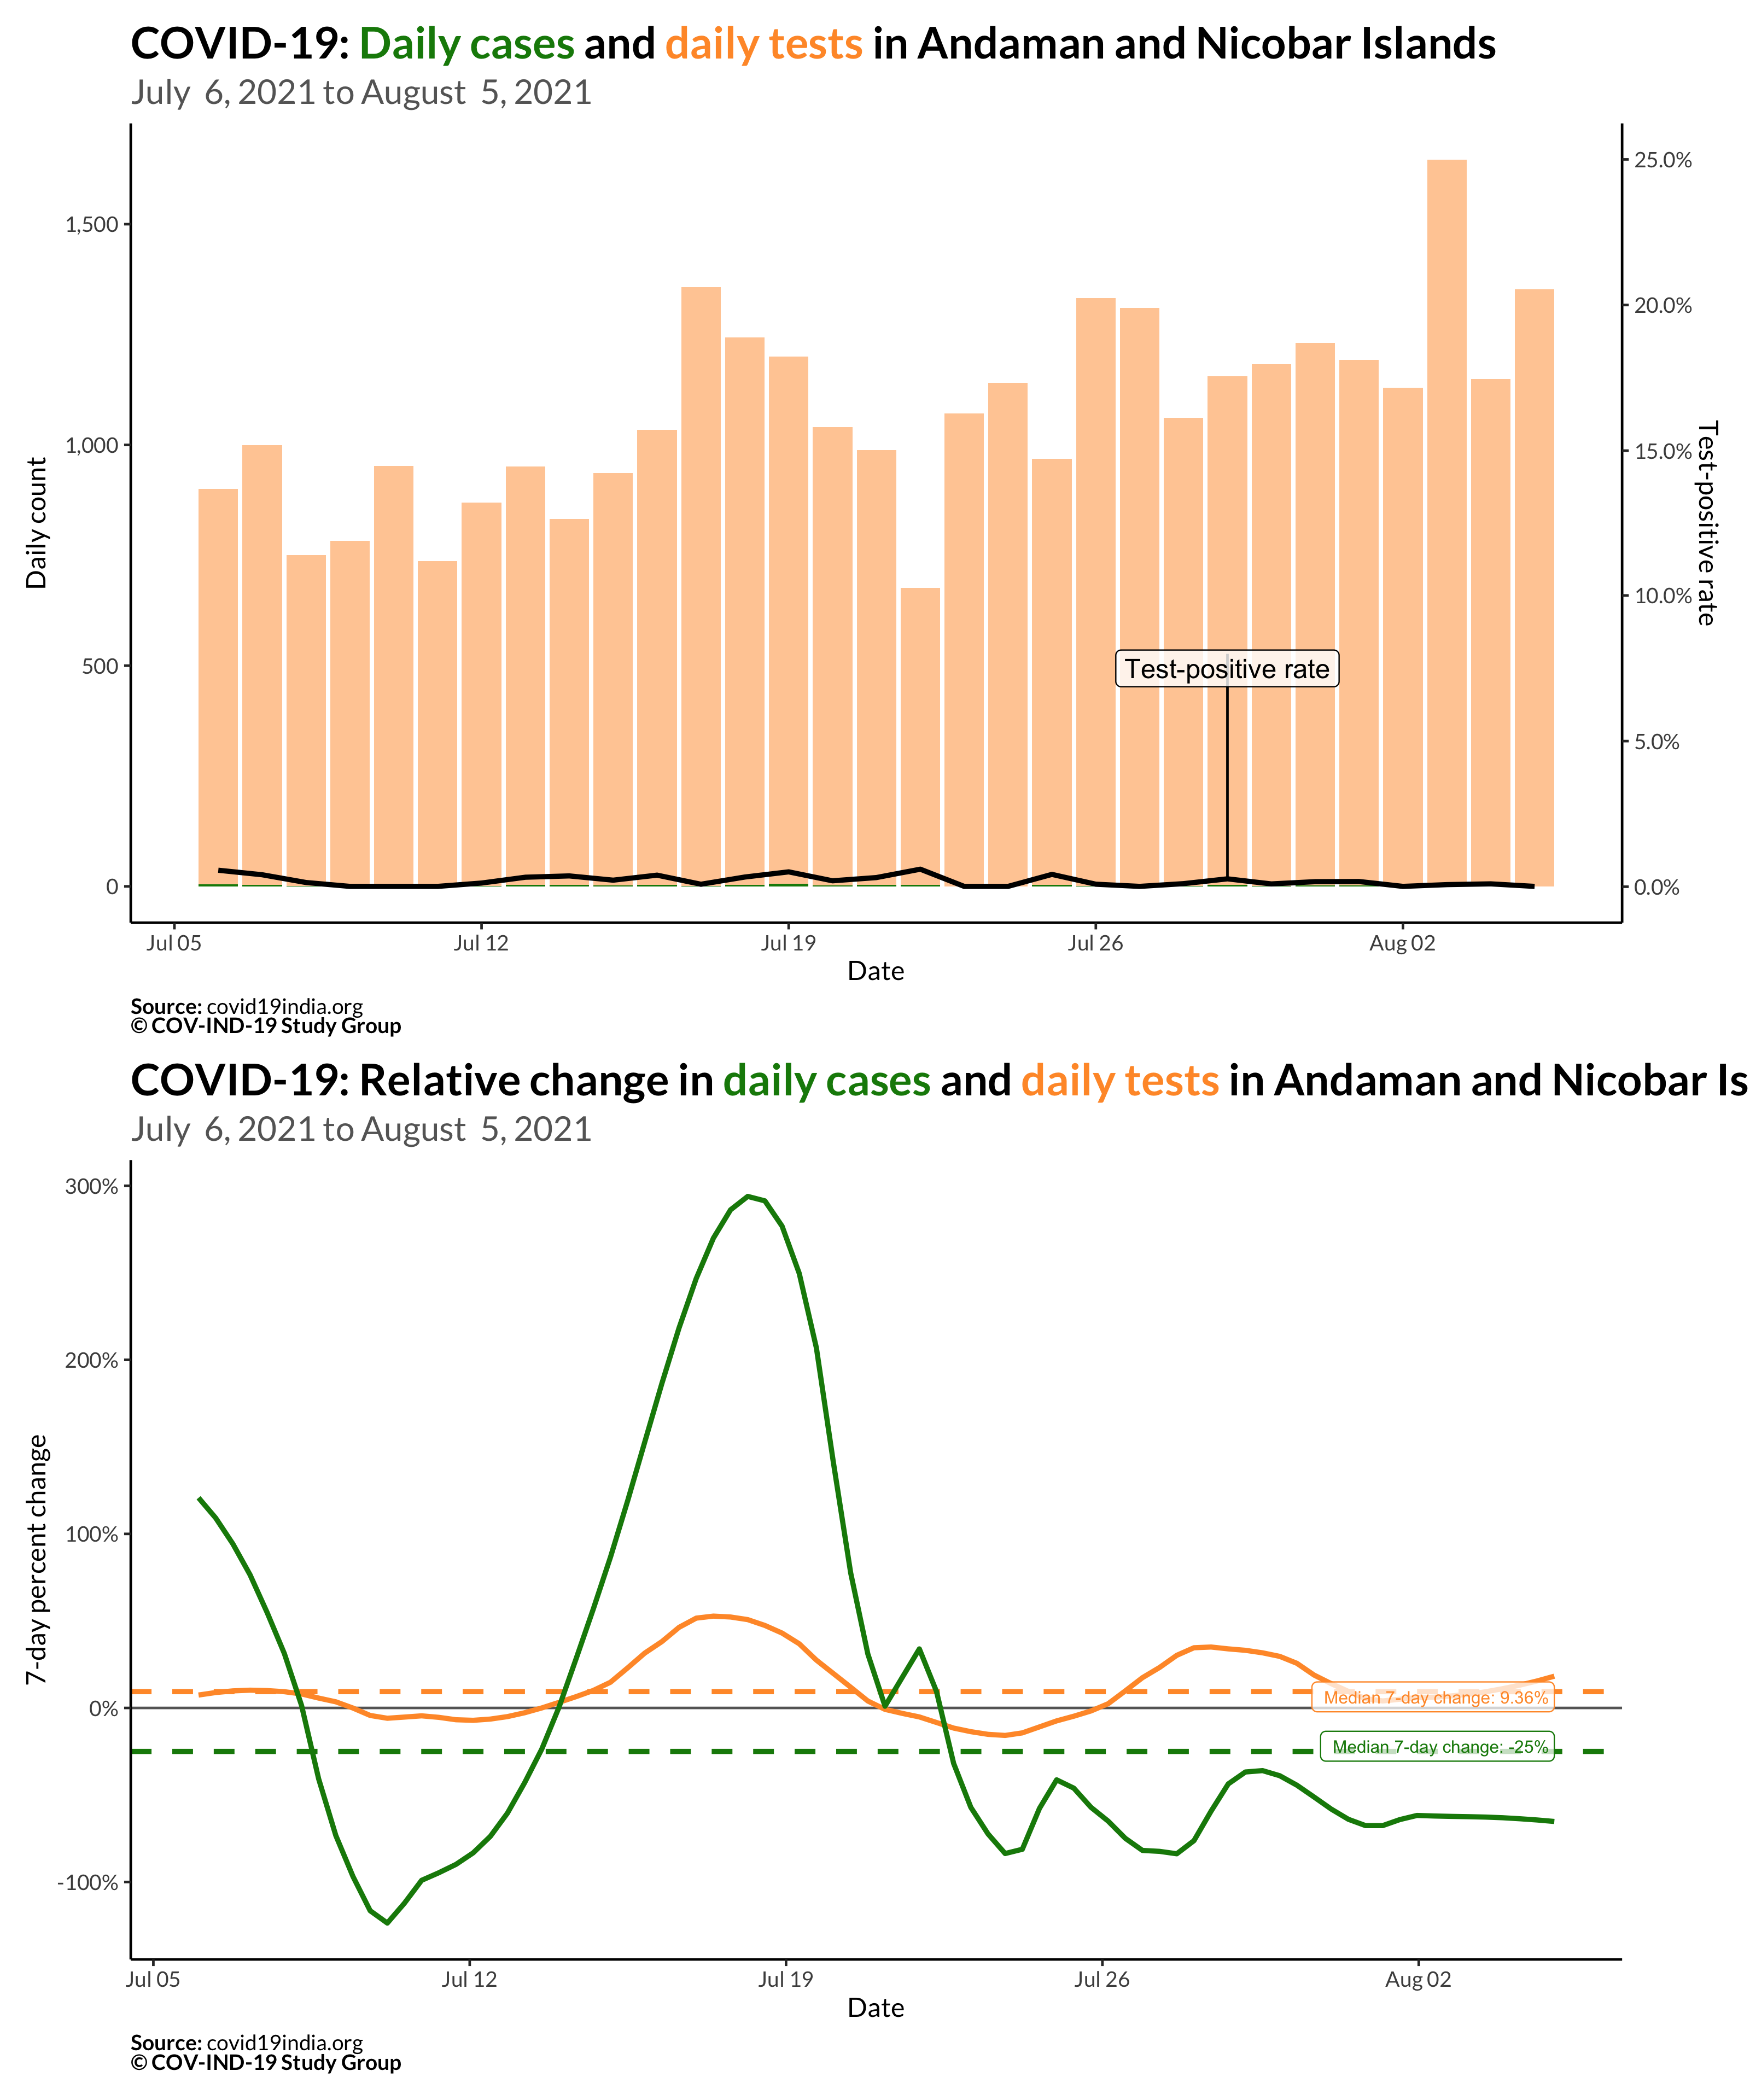 COVID-19: Daily cases and daily tests in Andaman and Nicobar Islands
July 6, 2021 to August 5, 2021
25.0%
1,500
20.0%
1,000
15.0%
Daily count
Test-positive rate
10.0%
500
Test-positive rate
5.0%
0
0.0%
Jul 05 Jul 12 Jul 19 Jul 26 Aug 02
Date
Source: covid19india.org
© COV-IND-19 Study Group
COVID-19: Relative change in daily cases and daily tests in Andaman and Nicobar Is
July 6, 2021 to August 5, 2021
300%
200%
7-day percent change
100%
0%
Median 7-day change: 9.36%
Median 7-day change: -25%
-100%
Jul 05 Jul 12 Jul 19 Jul 26 Aug 02
Date
Source: covid19india.org
© COV-IND-19 Study Group